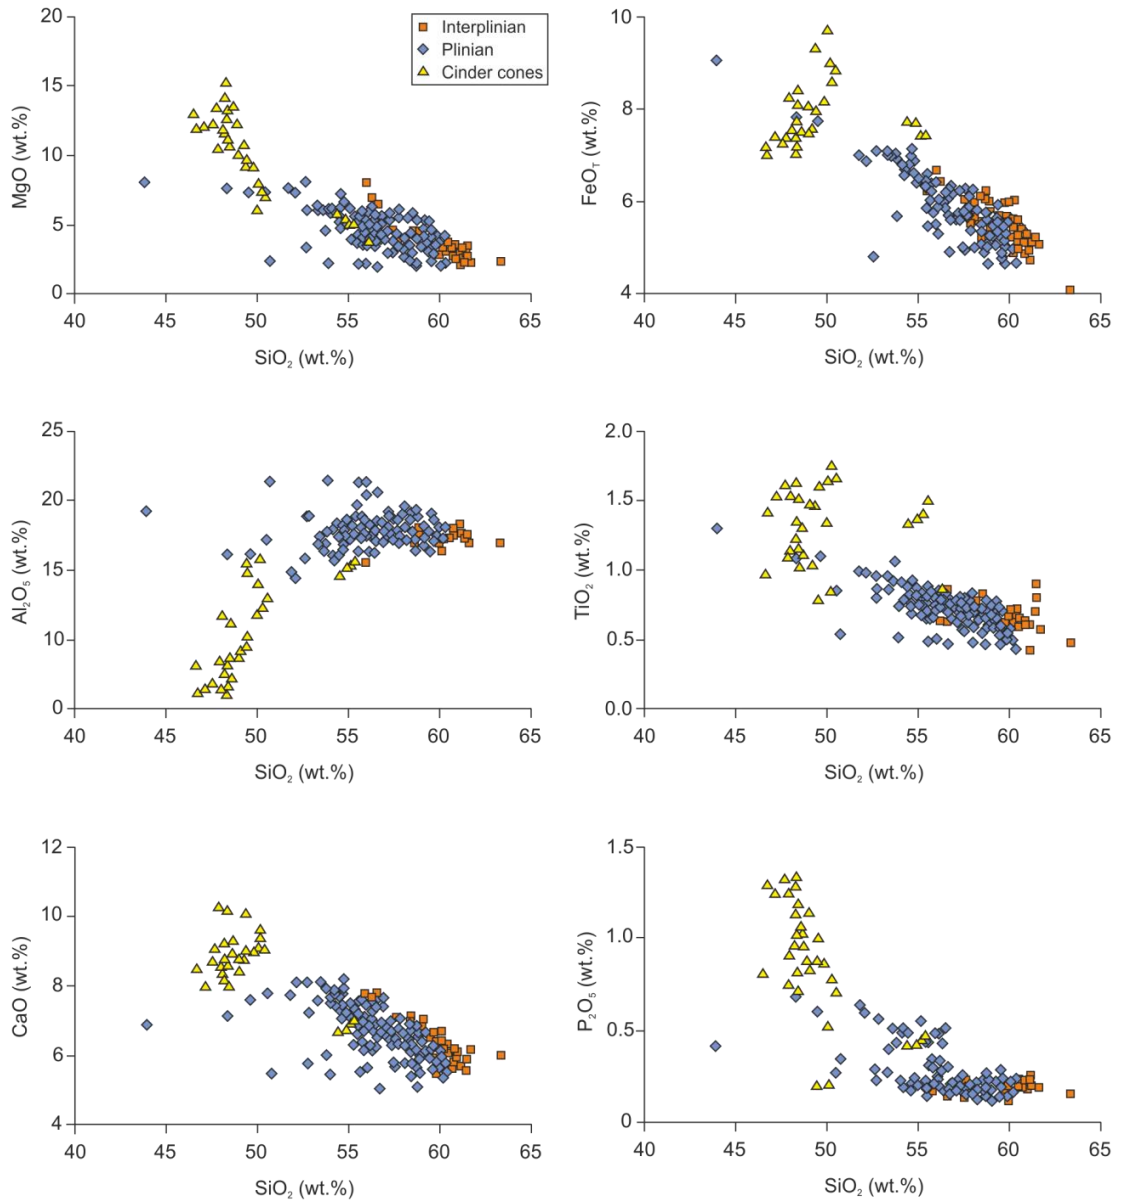 20
15
10
5
0
MgO (wt.%)
40 45 50 55 60 65
SiO₂ (wt.%)
Interplinian
Plinian
Cinder cones
10
8
6
4
FeO_T (wt.%)
40 45 50 55 60 65
SiO₂ (wt.%)
25
20
15
10
0
Al₂O₅ (wt.%)
40 45 50 55 60 65
SiO₂ (wt.%)
2.0
1.5
1.0
0.5
0.0
TiO₂ (wt.%)
40 45 50 55 60 65
SiO₂ (wt.%)
12
10
8
6
4
CaO (wt.%)
40 45 50 55 60 65
SiO₂ (wt.%)
1.5
1.0
0.5
0
P₂O₅ (wt.%)
40 45 50 55 60 65
SiO₂ (wt.%)